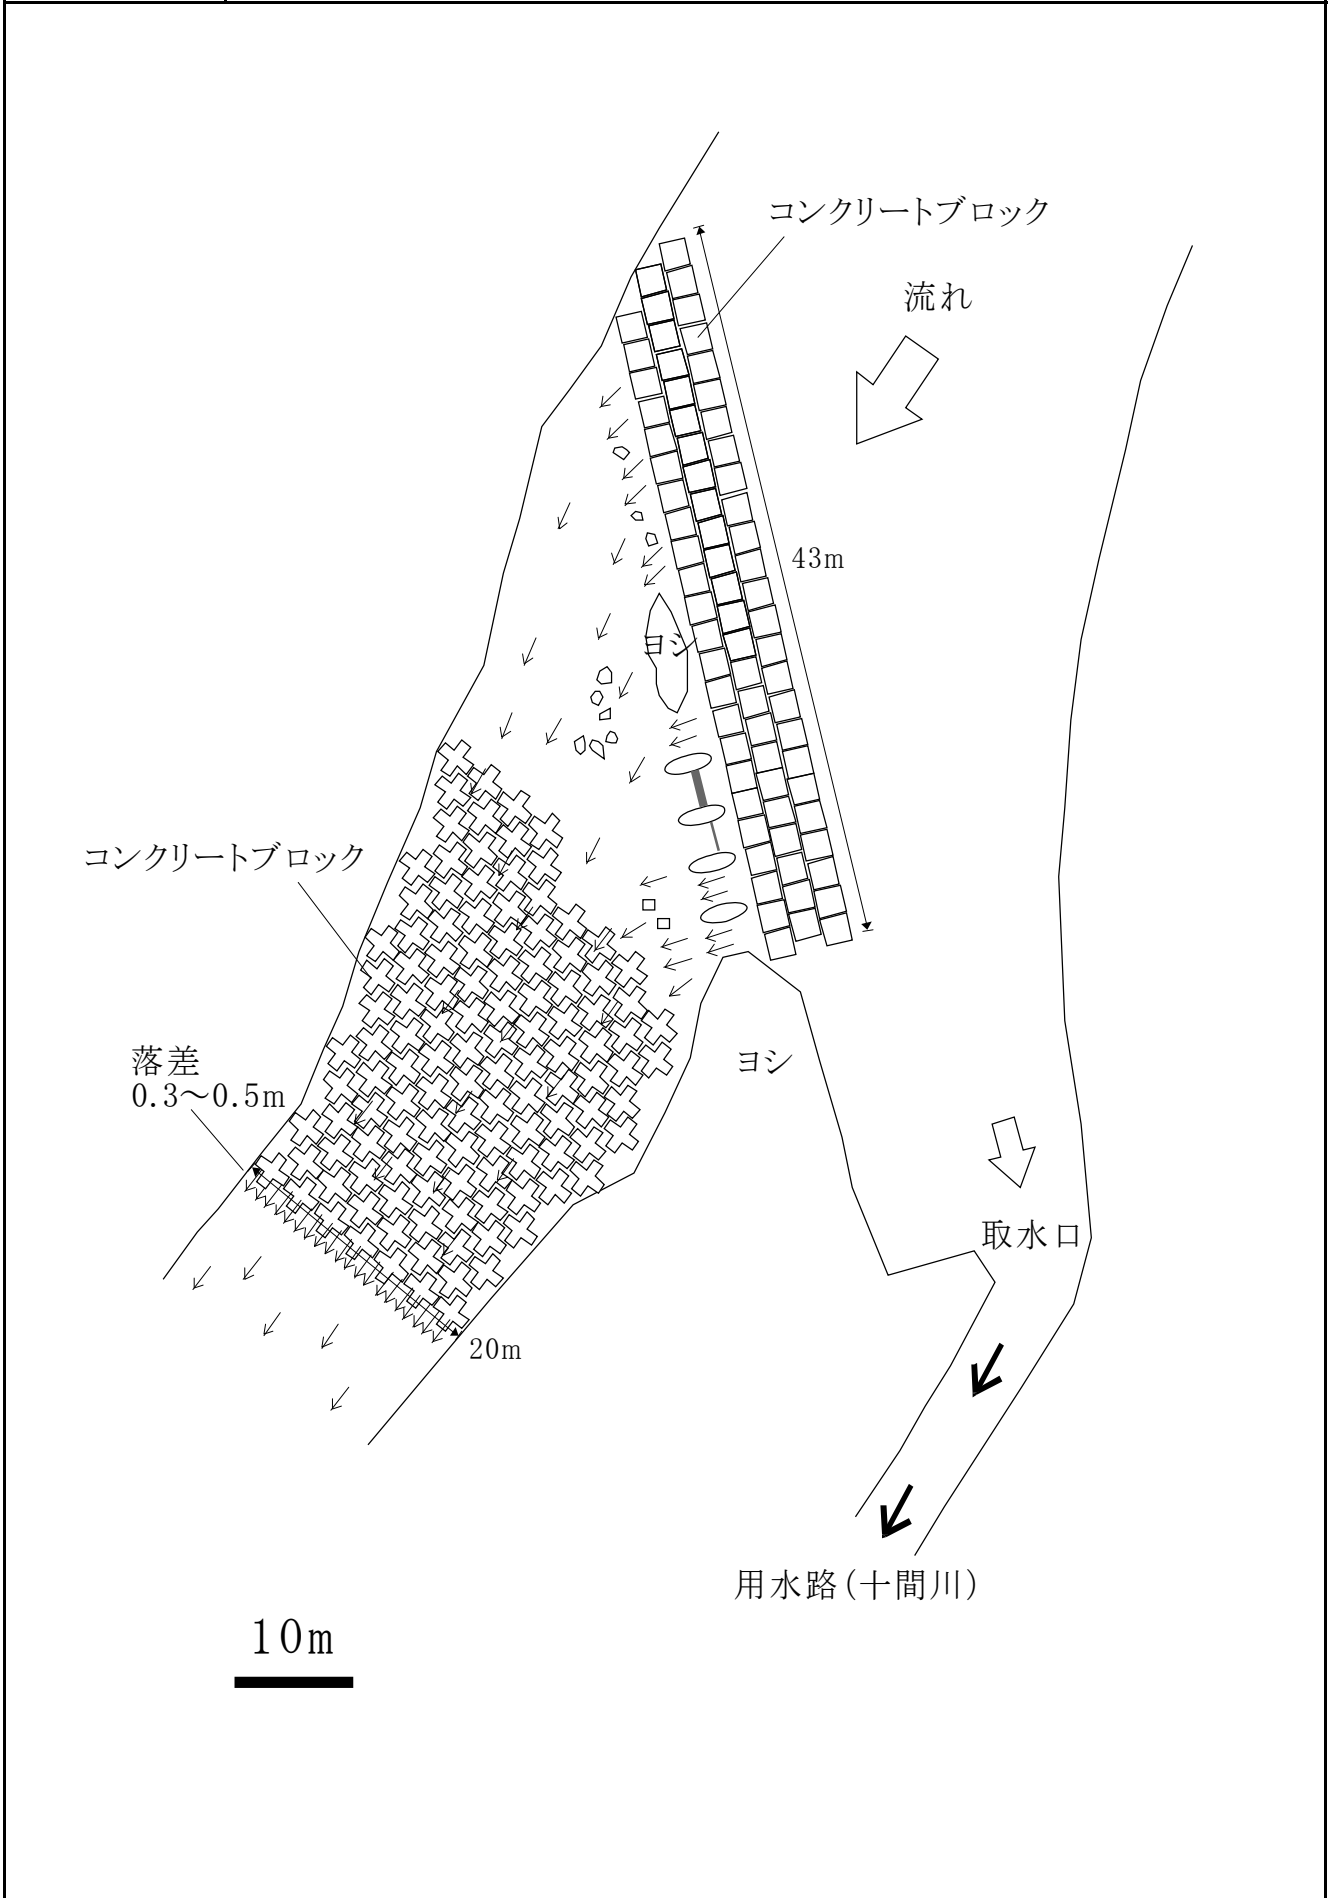 コンクリートブロック
流れ
43m
ヨシ
コンクリートブロック
ヨシ
落差
0.3～0.5m
取水口
20m
用水路(十間川)
10m